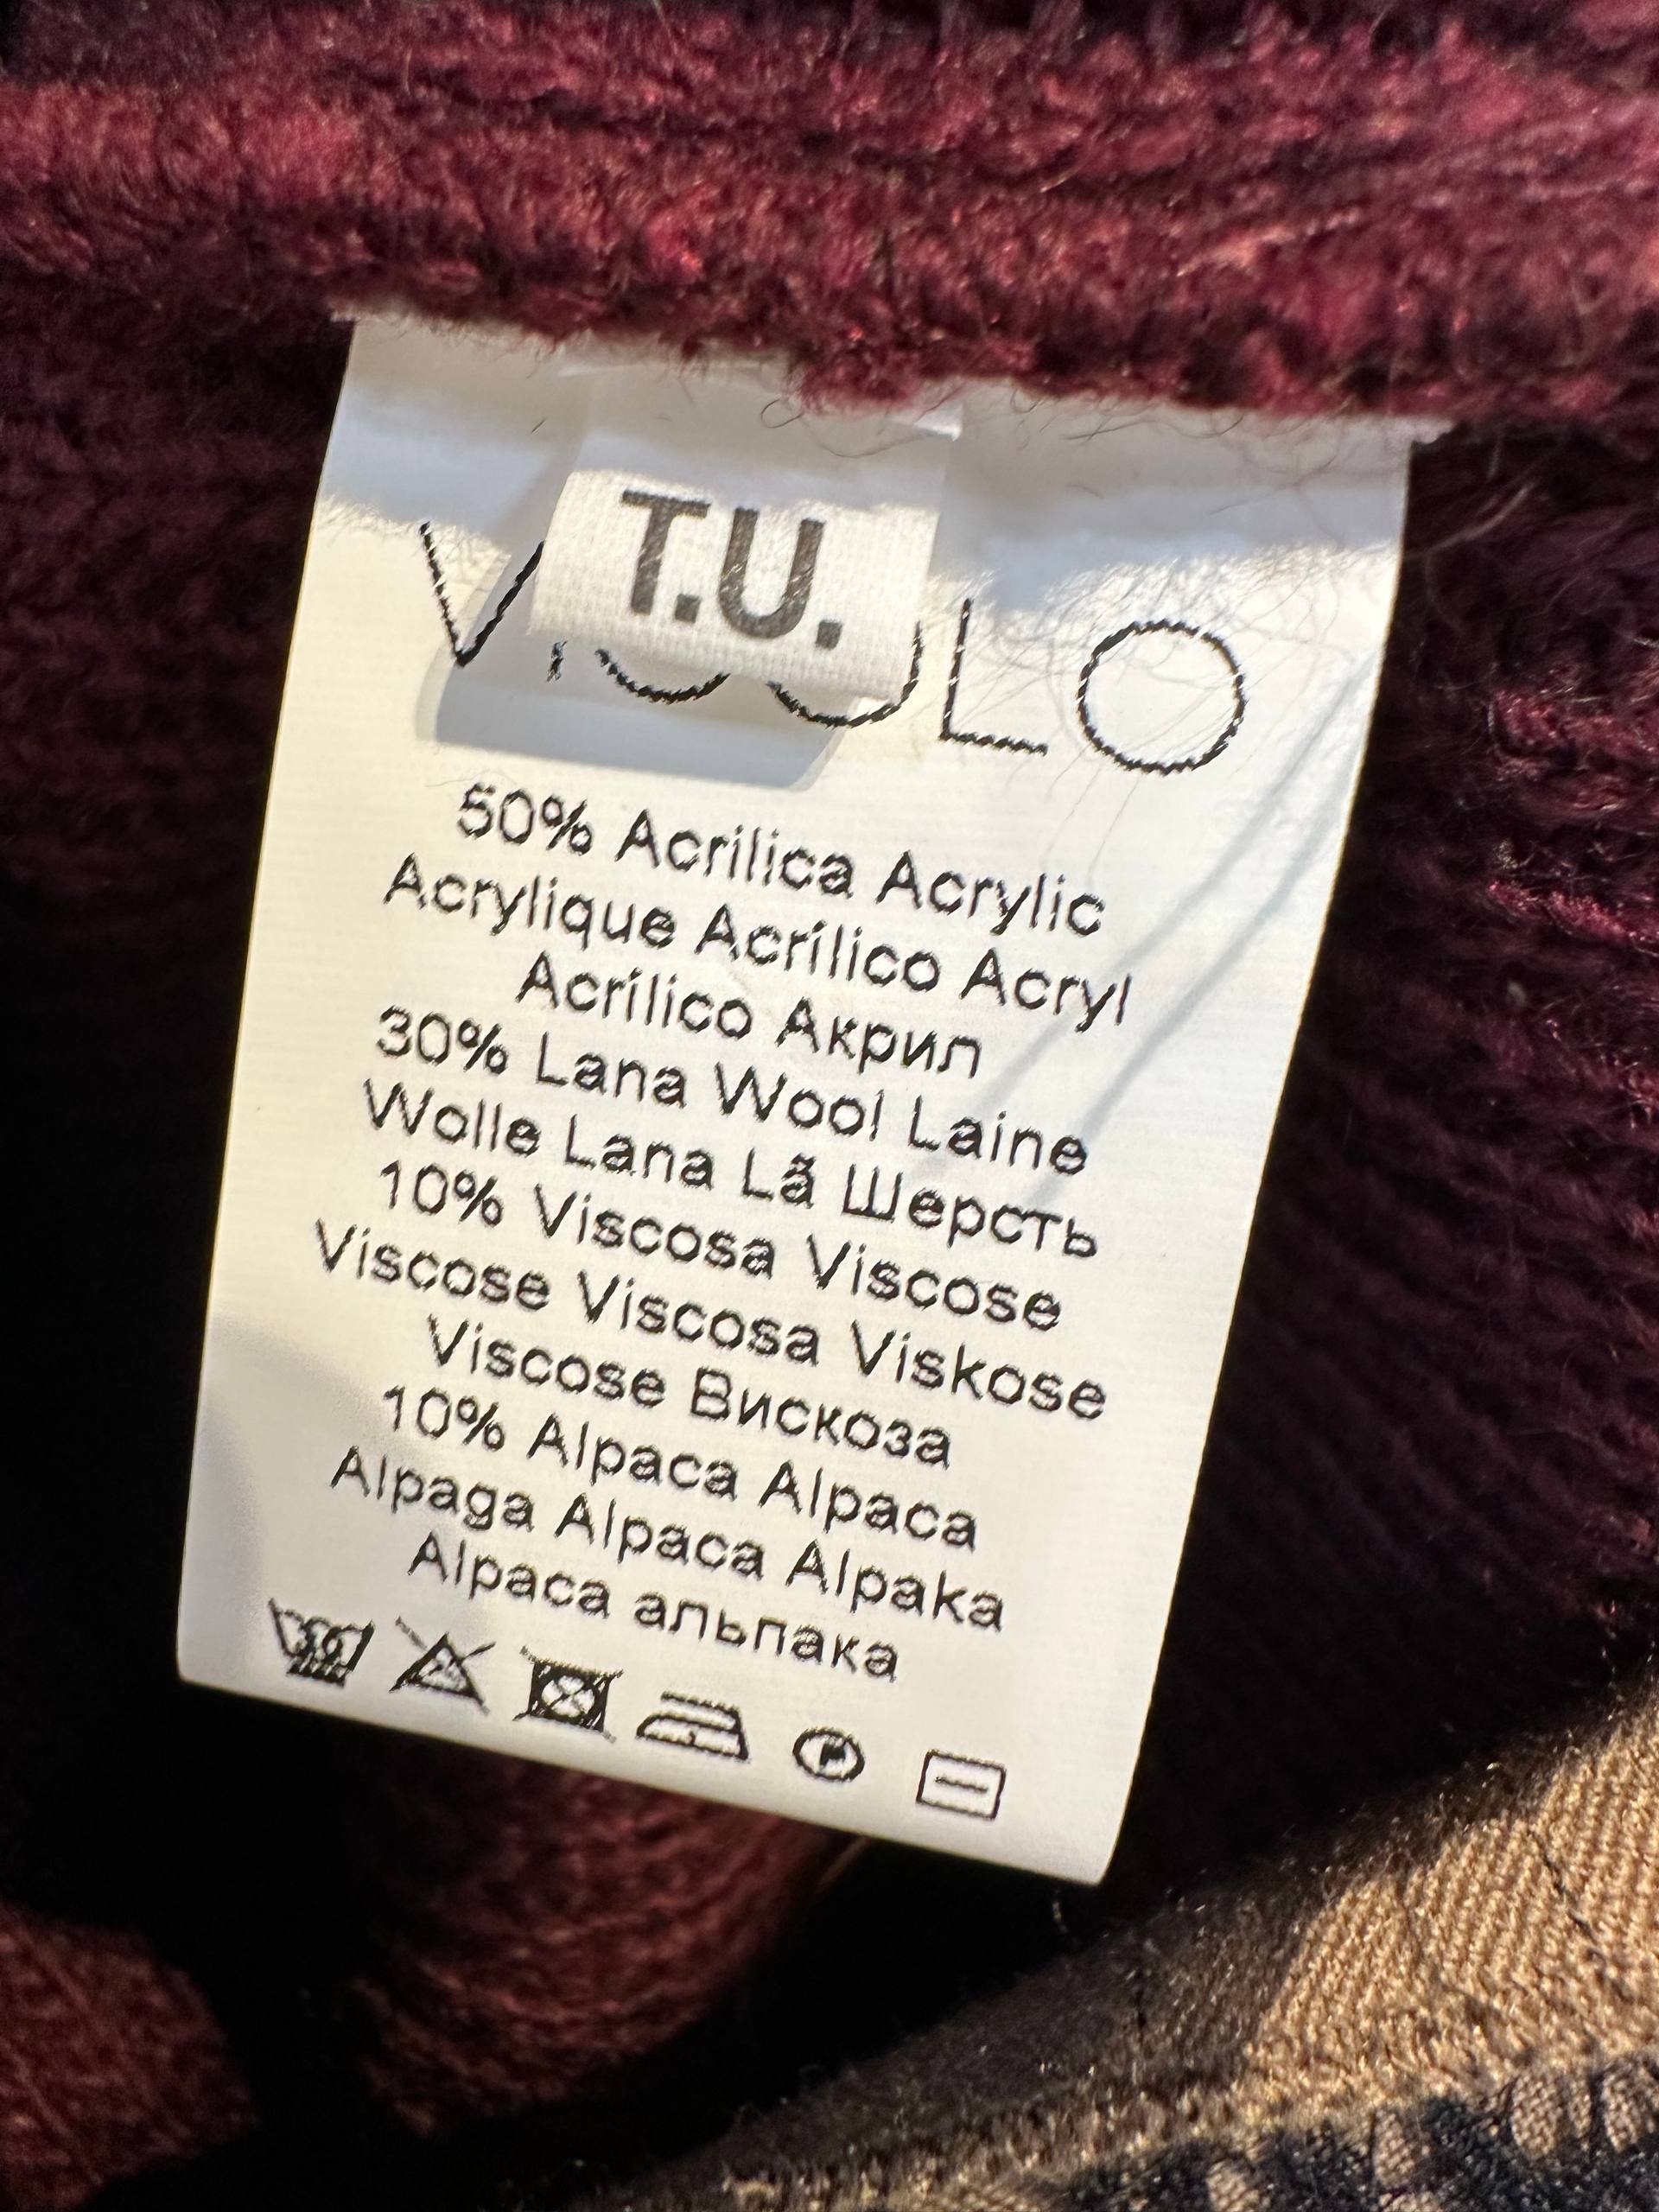 T.U.
50% Acrilica Acrylic
Acrylique Acrílico Acryl
Acrílico Акрил
30% Lana Wool Laine
Wolle Lana Lã Шерсть
10% Viscosa Viscose
Viscose Viscosa Viskose
Viscose Вискоза
10% Alpaca Alpaca
Alpaga Alpaca Alpaka
Alpaca альпака